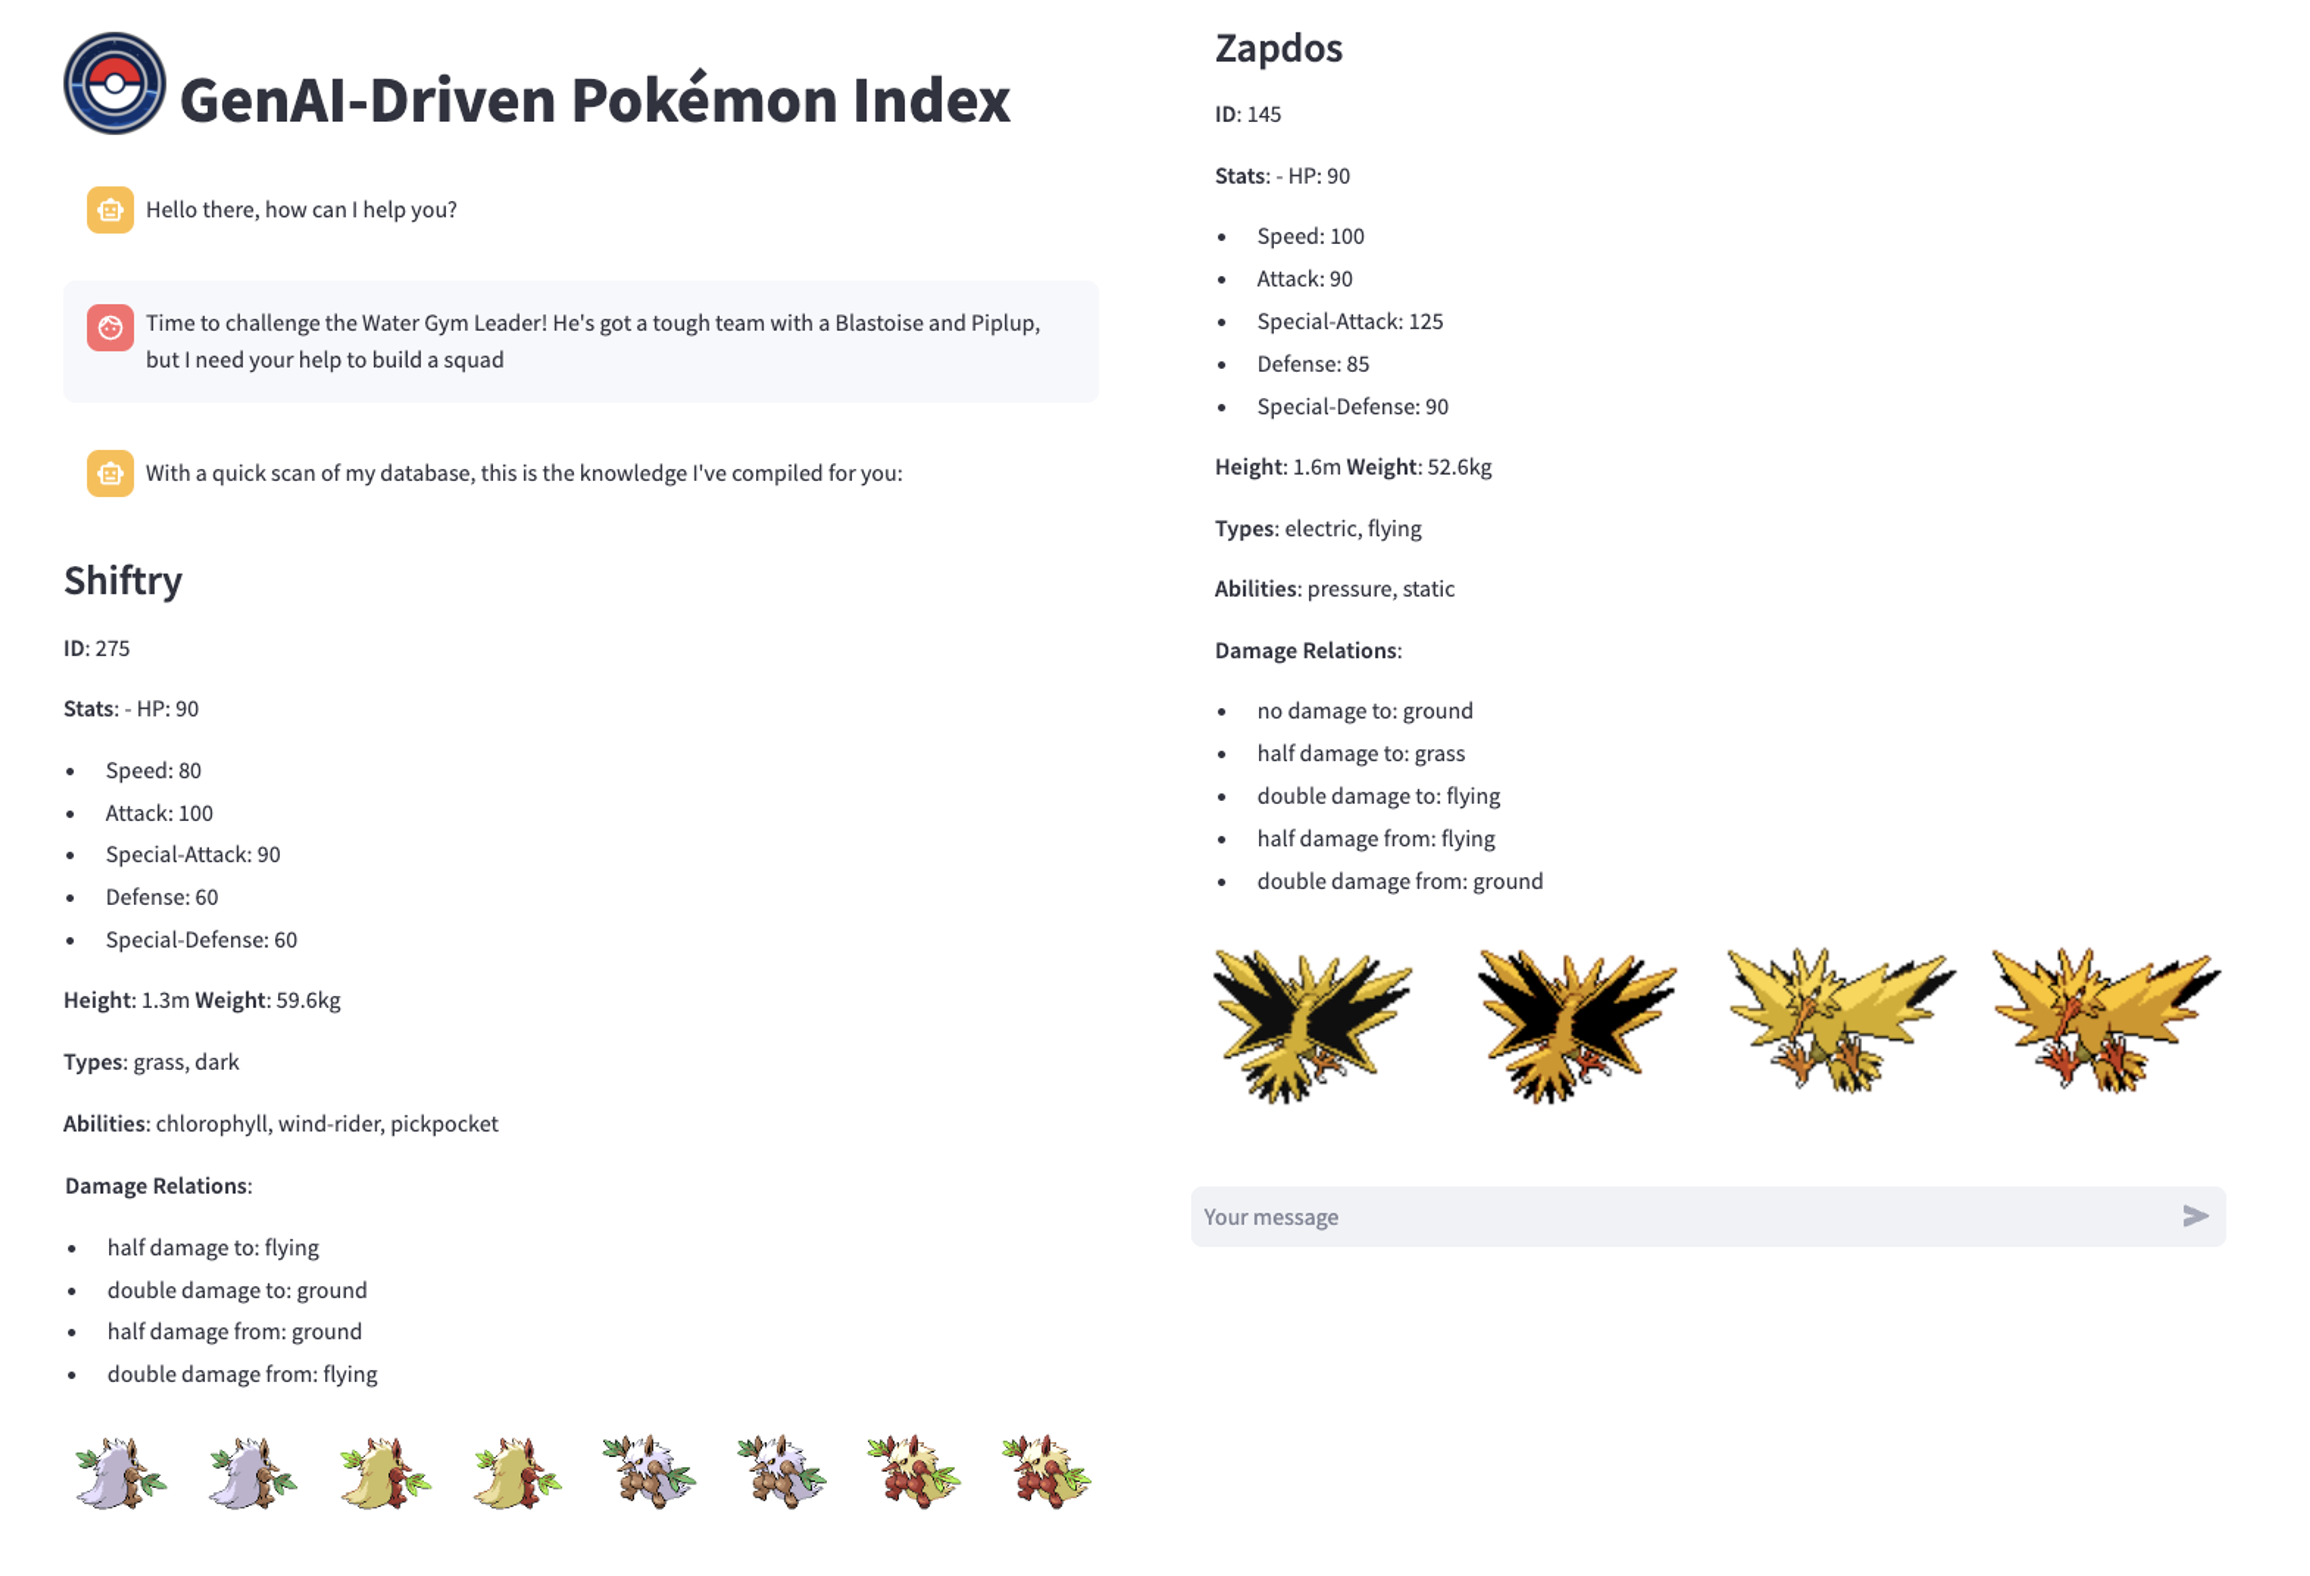 GenAI-Driven Pokémon Index
Hello there, how can I help you?
Time to challenge the Water Gym Leader! He's got a tough team with a Blastoise and Piplup,
but I need your help to build a squad
With a quick scan of my database, this is the knowledge I've compiled for you:
Shiftry
ID: 275
Stats: - HP: 90
• Speed: 80
• Attack: 100
• Special-Attack: 90
• Defense: 60
• Special-Defense: 60
Height: 1.3m Weight: 59.6kg
Types: grass, dark
Abilities: chlorophyll, wind-rider, pickpocket
Damage Relations:
• half damage to: flying
• double damage to: ground
• half damage from: ground
• double damage from: flying
Zapdos
ID: 145
Stats: - HP: 90
• Speed: 100
• Attack: 90
• Special-Attack: 125
• Defense: 85
• Special-Defense: 90
Height: 1.6m Weight: 52.6kg
Types: electric, flying
Abilities: pressure, static
Damage Relations:
• no damage to: ground
• half damage to: grass
• double damage to: flying
• half damage from: flying
• double damage from: ground
Your message